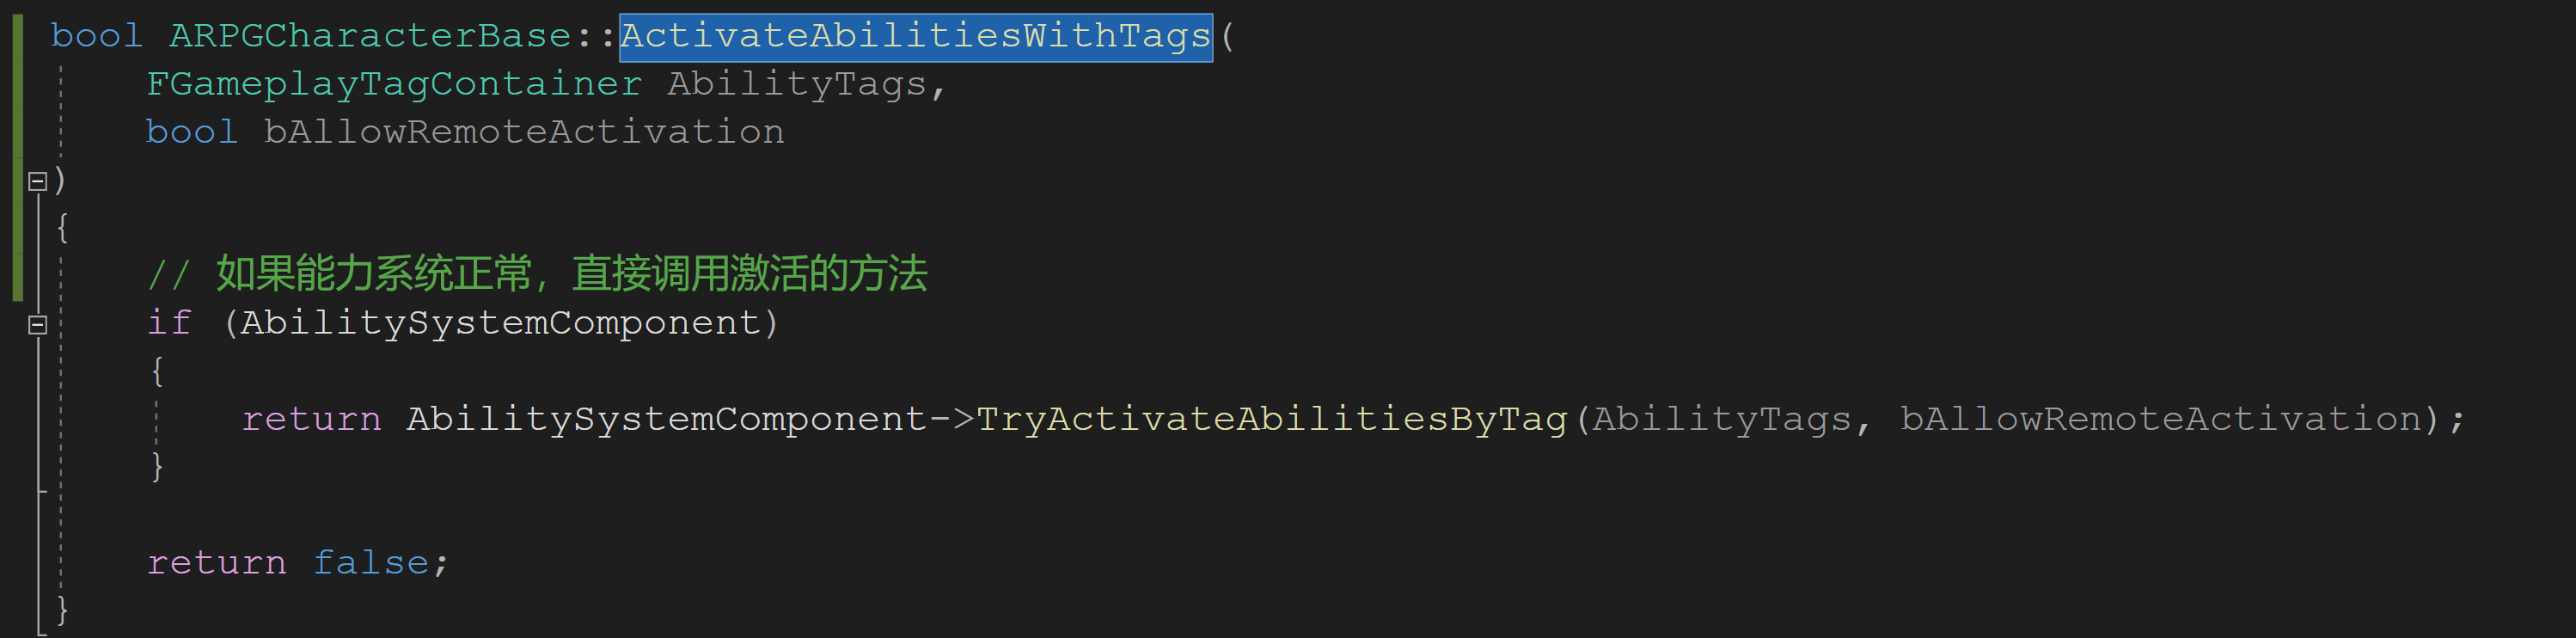 bool ARPGCharacterBase::ActivateAbilitiesWithTags(
FGameplayTagContainer AbilityTags,
bool bAllowRemoteActivation
)
{
// 如果能力系统正常，直接调用激活的方法
if (AbilitySystemComponent)
{
return AbilitySystemComponent->TryActivateAbilitiesByTag(AbilityTags, bAllowRemoteActivation);
}
return false;
}